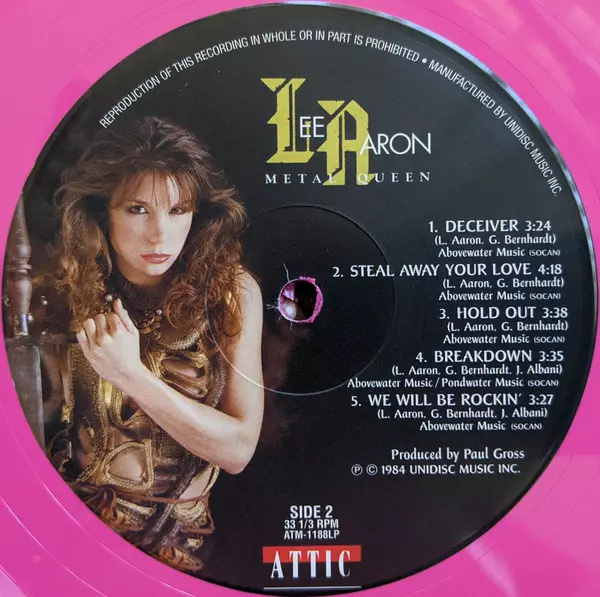 REPRODUCTION OF THIS RECORDING IN WHOLE OR IN PART IS PROHIBITED • MANUFACTURED BY UNIDISC MUSIC INC.
LEE AARON
METAL QUEEN
1. DECEIVER 3:24
(L. Aaron, G. Bernhardt)
Abovewater Music (SOCAN)
2. STEAL AWAY YOUR LOVE 4:18
(L. Aaron, G. Bernhardt)
Abovewater Music (SOCAN)
3. HOLD OUT 3:38
(L. Aaron, G. Bernhardt)
Abovewater Music (SOCAN)
4. BREAKDOWN 3:35
(L. Aaron, G. Bernhardt, J. Albani)
Abovewater Music / Pondwater Music (SOCAN)
5. WE WILL BE ROCKIN' 3:27
(L. Aaron, G. Bernhardt, J. Albani)
Abovewater Music (SOCAN)
Produced by Paul Gross
℗ © 1984 UNIDISC MUSIC INC.
SIDE 2
33 1/3 RPM
ATM-1188LP
ATTIC